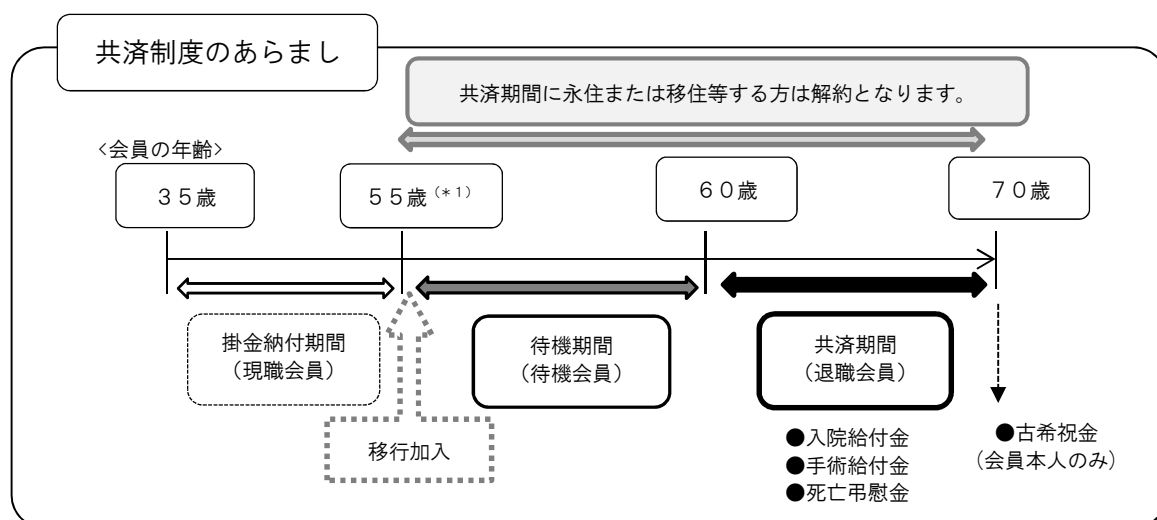 共済制度のあらまし
共済期間に永住または移住等する方は解約となります。
<会員の年齢>
３５歳
５５歳(*1)
６０歳
７０歳
掛金納付期間
（現職会員）
待機期間
（待機会員）
共済期間
（退職会員）
移行加入
●入院給付金
●手術給付金
●死亡弔慰金
●古希祝金
（会員本人のみ）